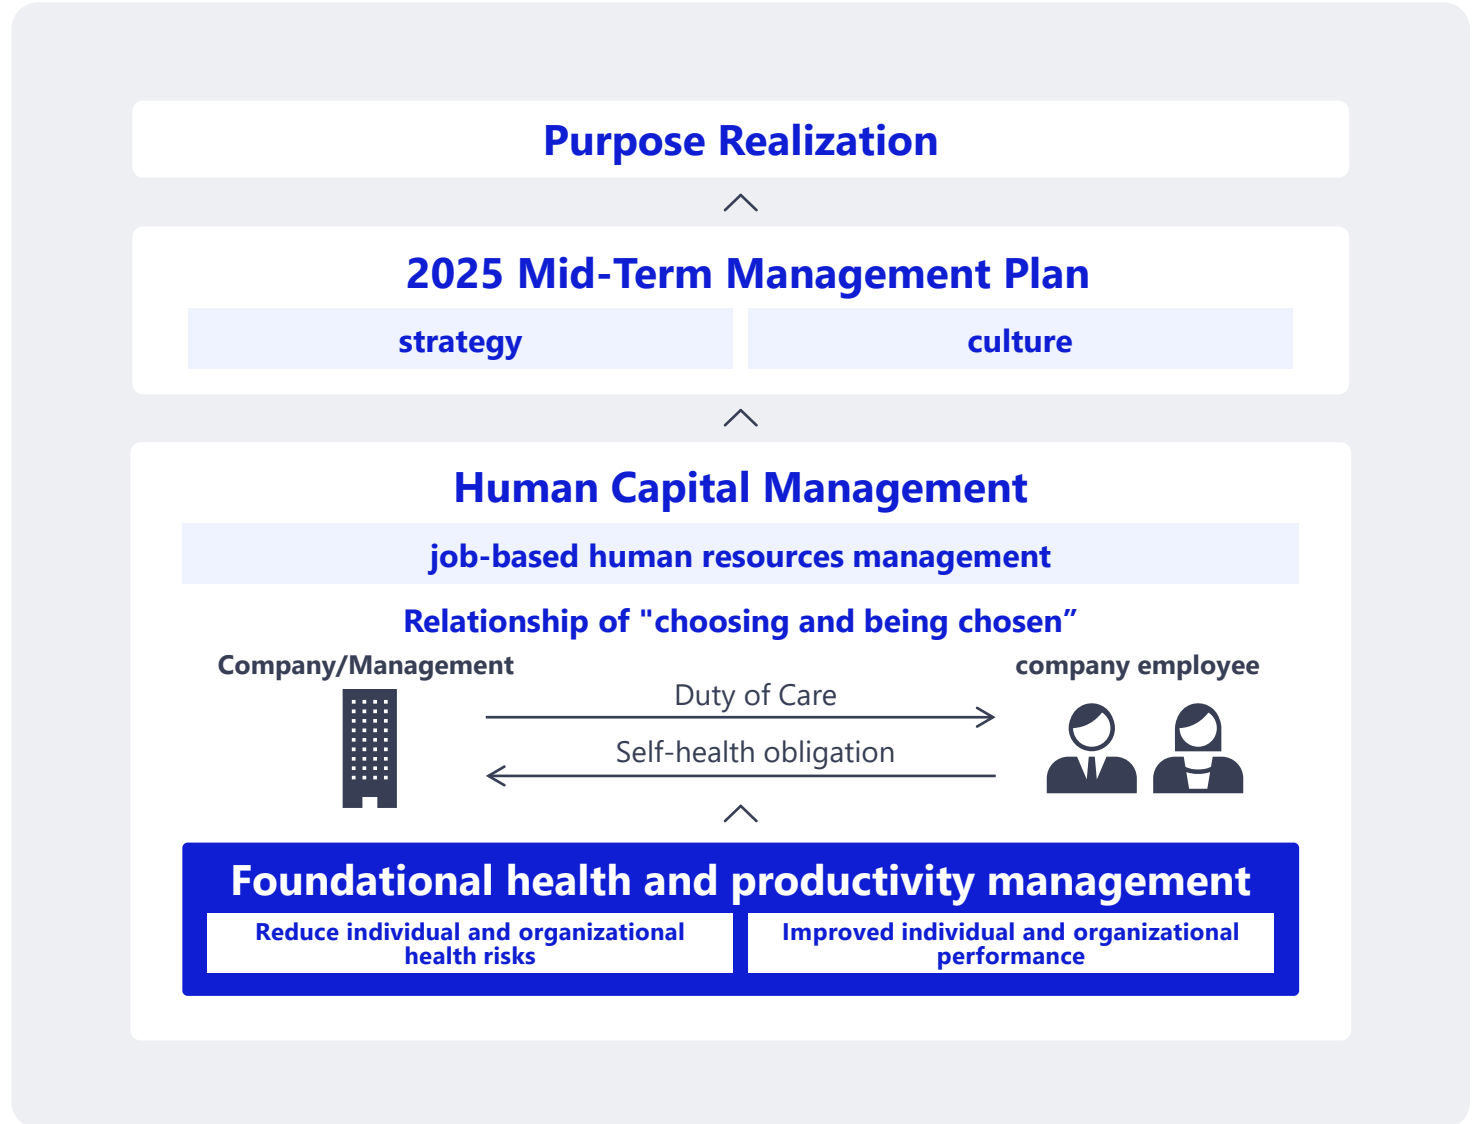 Purpose Realization
2025 Mid-Term Management Plan
strategy
culture
Human Capital Management
job-based human resources management
Relationship of "choosing and being chosen”
Company/Management
company employee
Duty of Care
Self-health obligation
Foundational health and productivity management
Reduce individual and organizational
health risks
Improved individual and organizational
performance